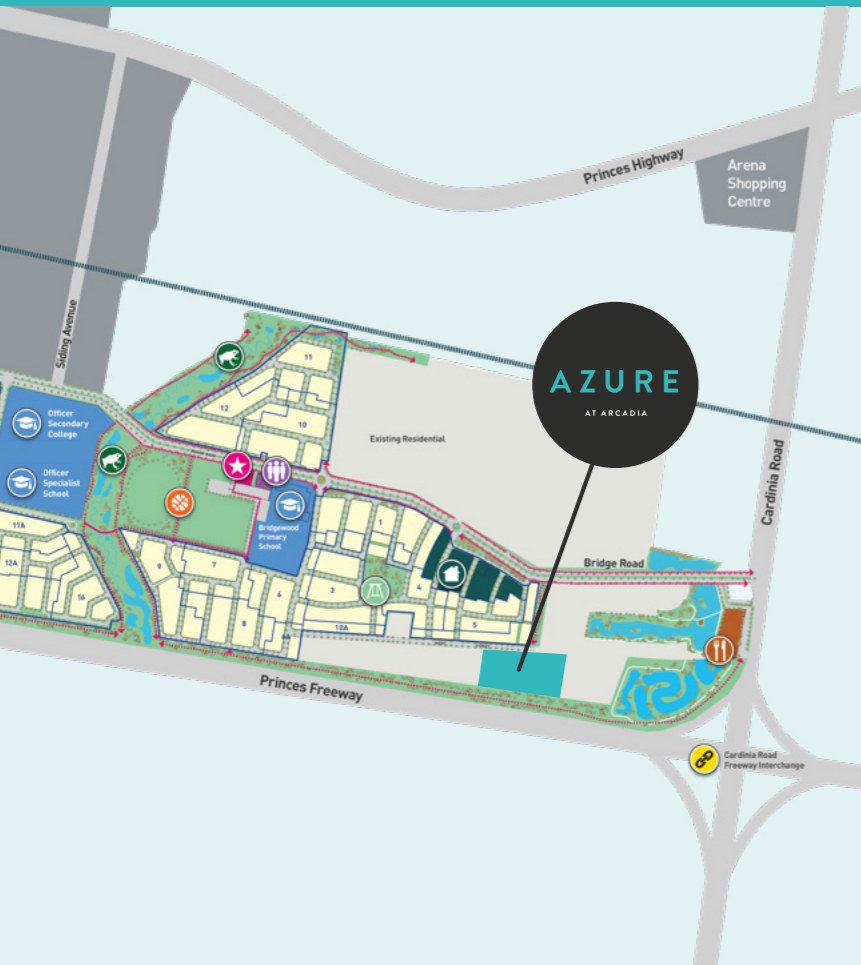 Princes Highway
Arena
Shopping
Centre
Siding Avenue
11
AZURE
AT ARCADIA
12
10
Officer
Secondary
College
Existing Residential
Cardinia Road
Officer
Specialist
School
11A
1
Bridgewood
Primary
School
12A
9
7
Bridge Road
16
6
3
4
8
10A
5
6A
Princes Freeway
Cardinia Road
Freeway Interchange